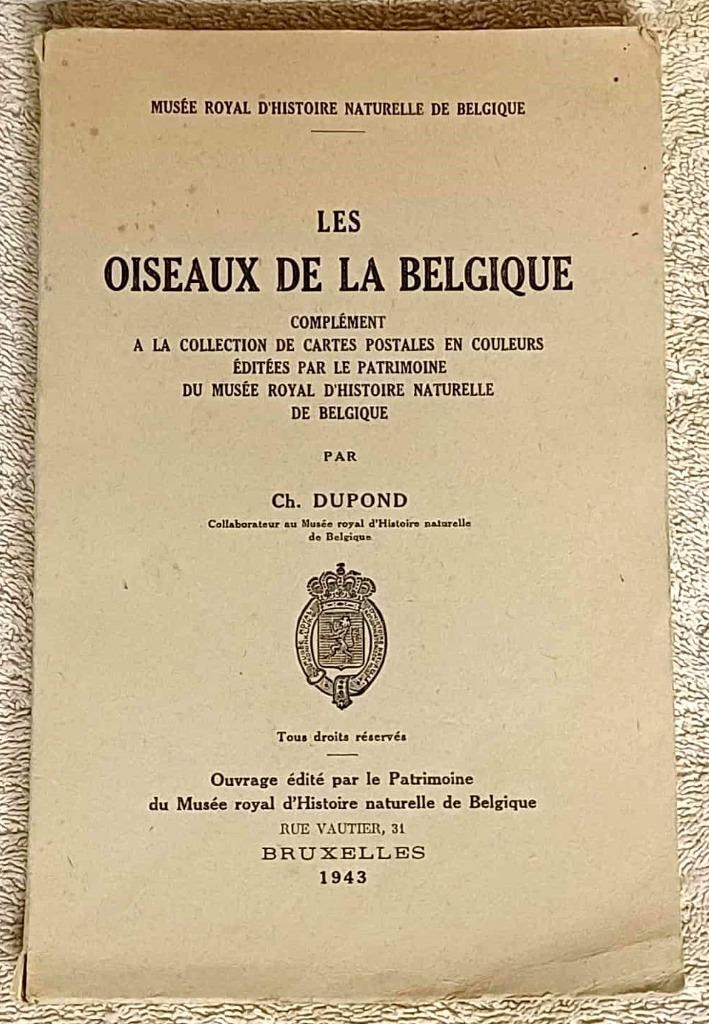 MUSÉE ROYAL D'HISTOIRE NATURELLE DE BELGIQUE
LES
OISEAUX DE LA BELGIQUE
COMPLÉMENT
A LA COLLECTION DE CARTES POSTALES EN COULEURS
ÉDITÉES PAR LE PATRIMOINE
DU MUSÉE ROYAL D'HISTOIRE NATURELLE
DE BELGIQUE
PAR
Ch. DUPOND
Collaborateur au Musée royal d'Histoire naturelle
de Belgique
Tous droits réservés
Ouvrage édité par le Patrimoine
du Musée royal d'Histoire naturelle de Belgique
RUE VAUTIER, 31
BRUXELLES
1943